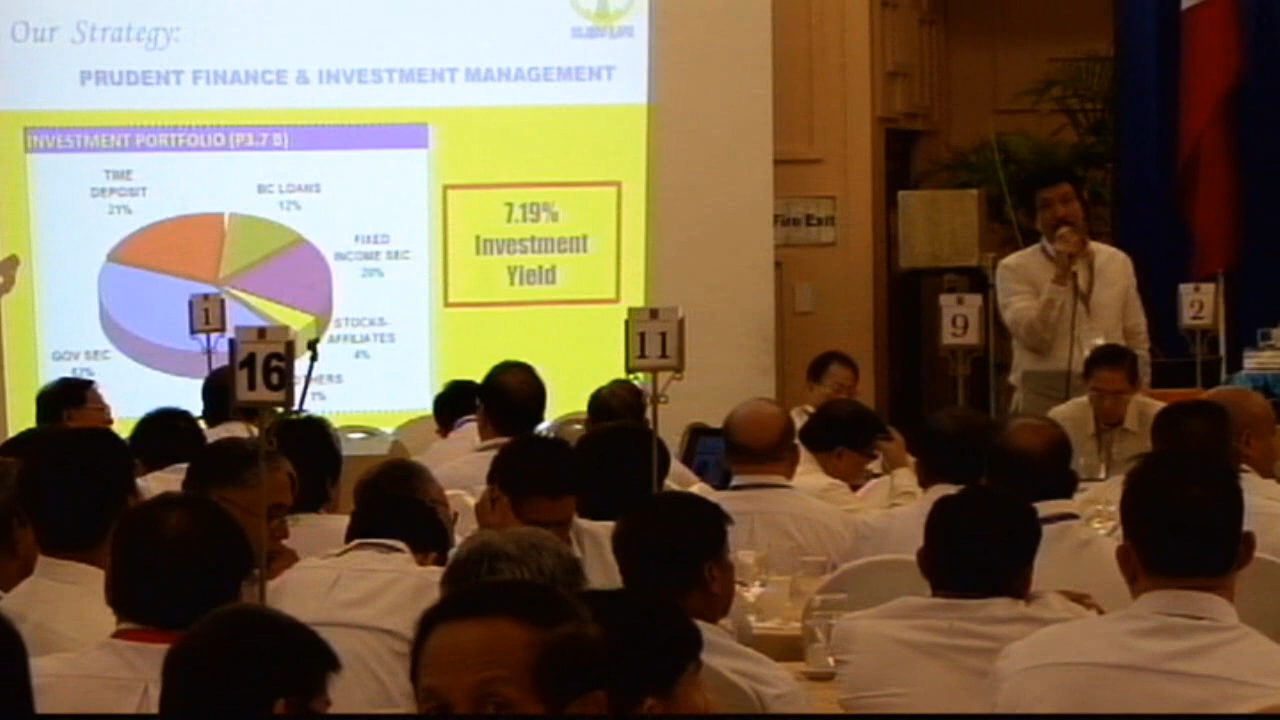 Our Strategy:
PRUDENT FINANCE & INVESTMENT MANAGEMENT
INVESTMENT PORTFOLIO (P3.7 B)
TIME
DEPOSIT
21%
BC LOANS
12%
FIXED
INCOME SEC
20%
STOCKS-
AFFILIATES
4%
GOV SEC
7.19%
Investment
Yield
Fire Exit
1
16
11
9
2